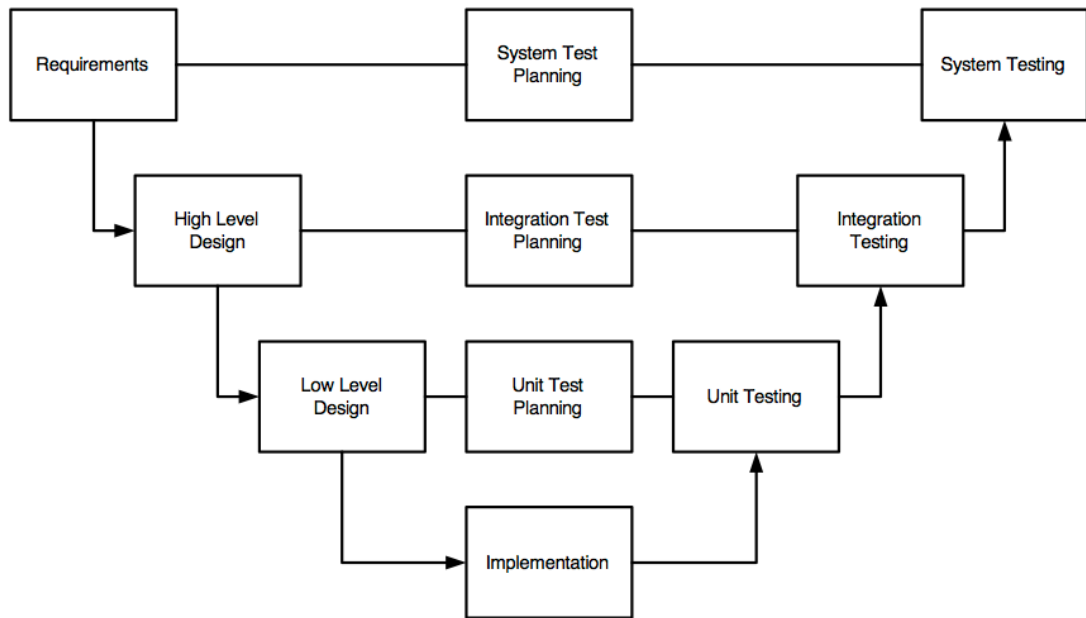 Requirements
System Test
Planning
System Testing
High Level
Design
Integration Test
Planning
Integration
Testing
Low Level
Design
Unit Test
Planning
Unit Testing
Implementation